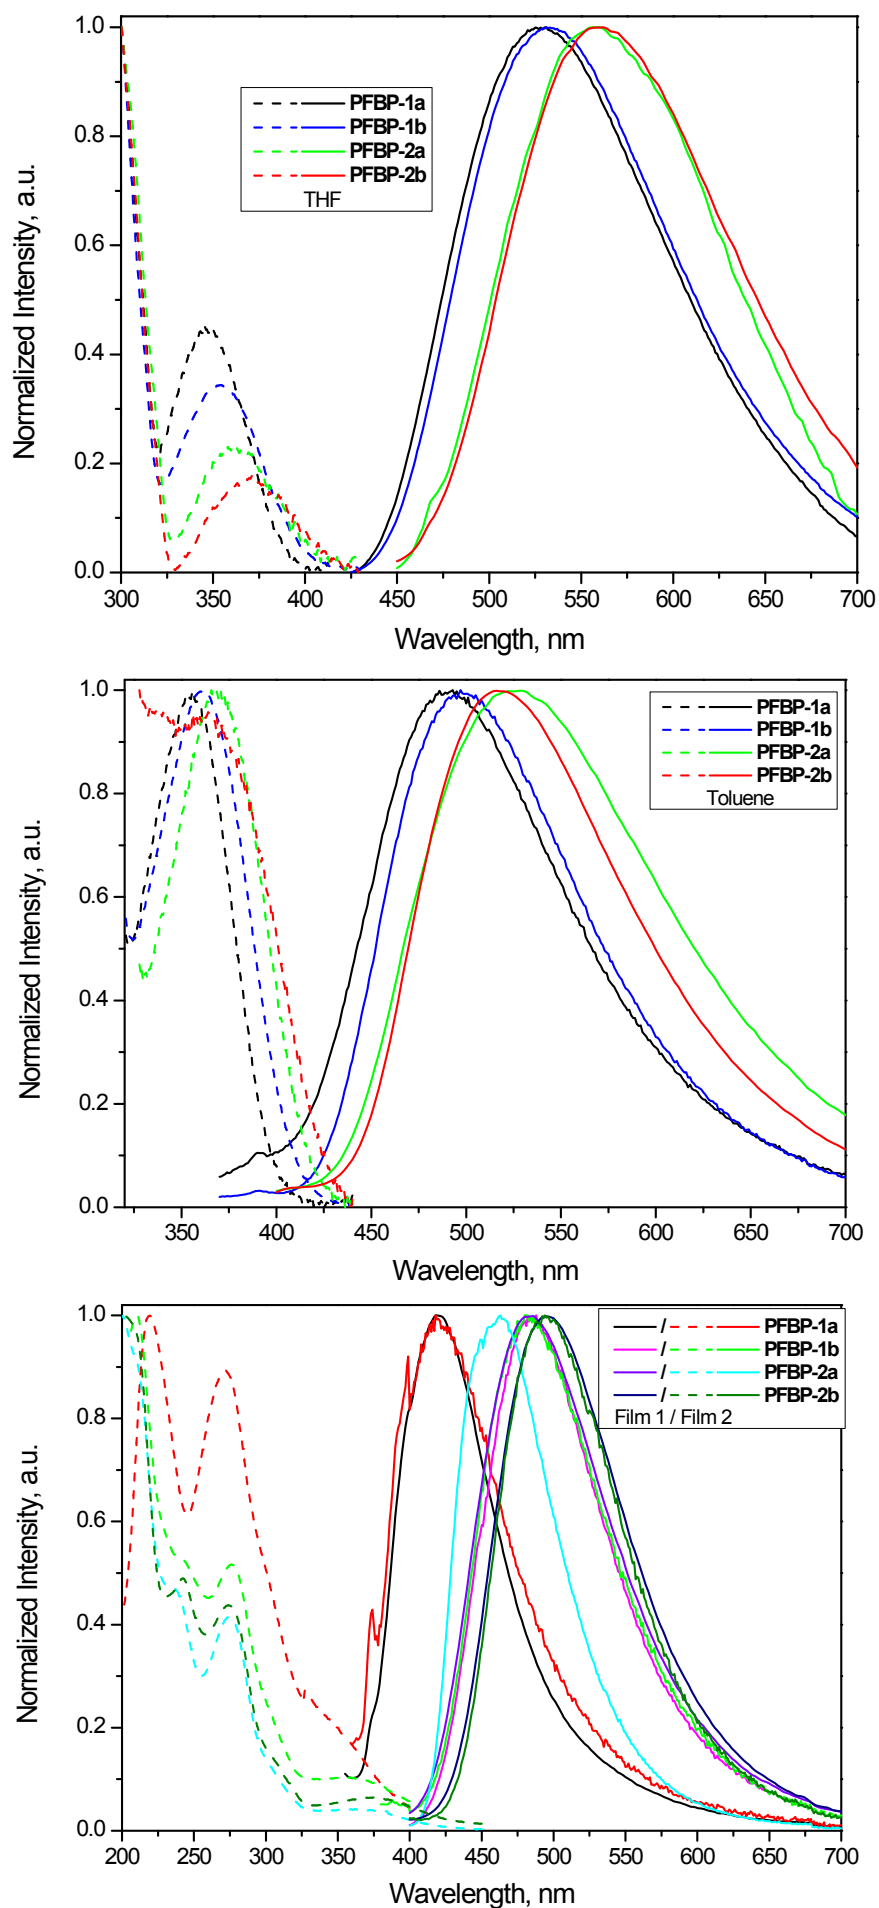 1.0
0.8
0.6
0.4
0.2
0.0
Normalized Intensity, a.u.
PFBP-1a
PFBP-1b
PFBP-2a
PFBP-2b
THF
300 350 400 450 500 550 600 650 700
Wavelength, nm
1.0
0.8
0.6
0.4
0.2
0.0
Normalized Intensity, a.u.
PFBP-1a
PFBP-1b
PFBP-2a
PFBP-2b
Toluene
350 400 450 500 550 600 650 700
Wavelength, nm
1.0
0.8
0.6
0.4
0.2
0.0
Normalized Intensity, a.u.
/ PFBP-1a
/ PFBP-1b
/ PFBP-2a
/ PFBP-2b
Film 1 / Film 2
200 250 300 350 400 450 500 550 600 650 700
Wavelength, nm